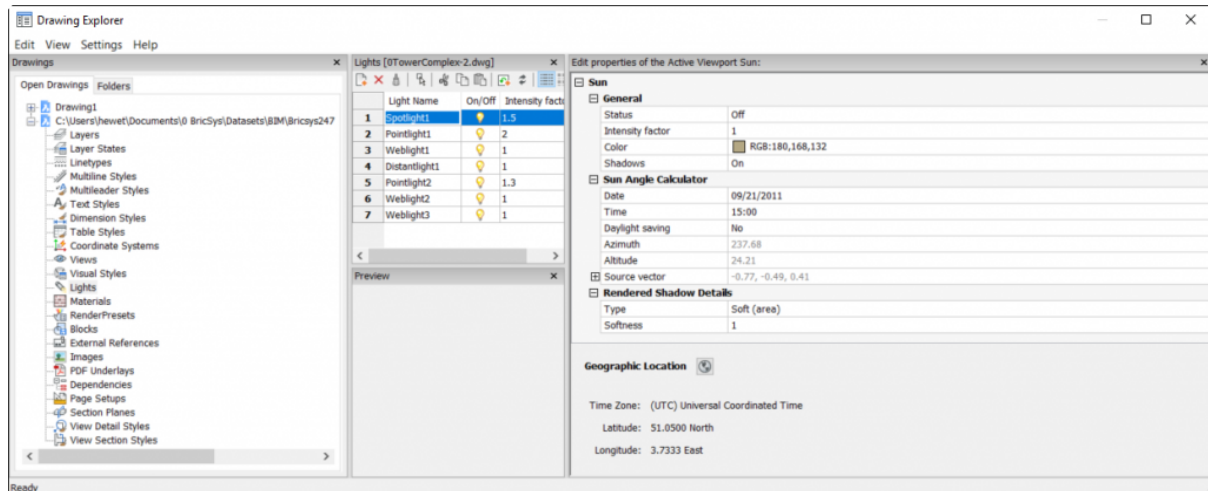 Drawing Explorer
Edit View Settings Help
Drawings
Open Drawings Folders
Drawing1
C:\Users\hewet\Documents\0 BricSys\Datasets\BIM\Bricsys247
Layers
Layer States
Linetypes
Multiline Styles
Multileader Styles
Text Styles
Dimension Styles
Table Styles
Coordinate Systems
Views
Visual Styles
Lights
Materials
RenderPresets
Blocks
External References
Images
PDF Underlays
Dependencies
Page Setups
Section Planes
View Detail Styles
View Section Styles
Lights [0TowerComplex-2.dwg]
Light Name On/Off Intensity facto
1 Spotlight1 1.5
2 Pointlight1 2
3 Weblight1 1
4 Distantlight1 1
5 Pointlight2 1.3
6 Weblight2 1
7 Weblight3 1
Preview
Edit properties of the Active Viewport Sun:
Sun
General
Status Off
Intensity factor 1
Color RGB:180,168,132
Shadows On
Sun Angle Calculator
Date 09/21/2011
Time 15:00
Daylight saving No
Azimuth 237.68
Altitude 24.21
Source vector -0.77, -0.49, 0.41
Rendered Shadow Details
Type Soft (area)
Softness 1
Geographic Location
Time Zone: (UTC) Universal Coordinated Time
Latitude: 51.0500 North
Longitude: 3.7333 East
Ready